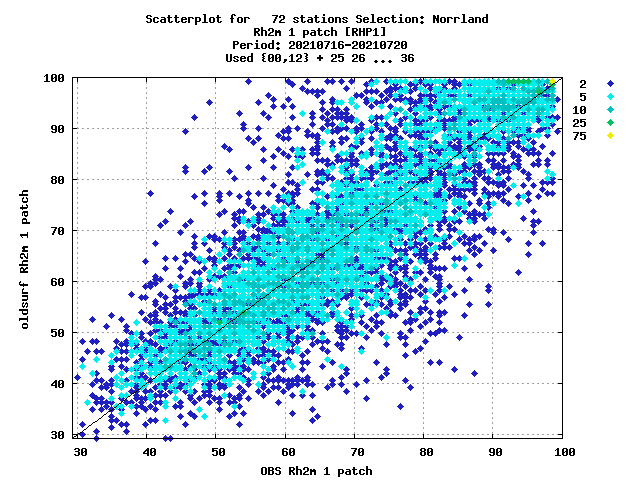 Scatterplot for   72 stations Selection: Norrland
Rh2m 1 patch [RHP1]
Period: 20210716-20210720
Used {00,12} + 25 26 ... 36
100
90
80
70
60
50
40
30
oldsurf Rh2m 1 patch
2
5
10
25
75
30 40 50 60 70 80 90 100
OBS Rh2m 1 patch